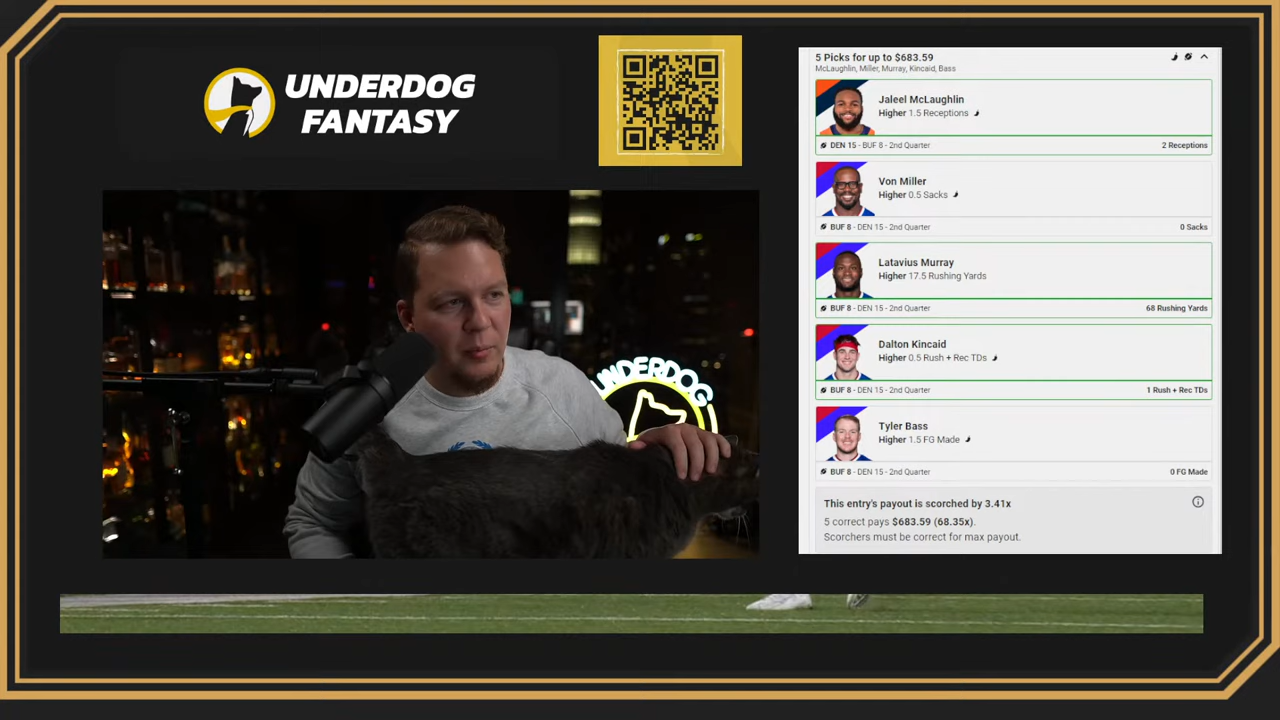 UNDERDOG
FANTASY
5 Picks for up to $683.59
McLaughlin, Miller, Murray, Kincaid, Bass
Jaleel McLaughlin
Higher 1.5 Receptions
DEN 15 - BUF 8 - 2nd Quarter
2 Receptions
Von Miller
Higher 0.5 Sacks
BUF 8 - DEN 15 - 2nd Quarter
0 Sacks
Latavius Murray
Higher 17.5 Rushing Yards
BUF 8 - DEN 15 - 2nd Quarter
68 Rushing Yards
Dalton Kincaid
Higher 0.5 Rush + Rec TDs
BUF 8 - DEN 15 - 2nd Quarter
1 Rush + Rec TDs
Tyler Bass
Higher 1.5 FG Made
BUF 8 - DEN 15 - 2nd Quarter
0 FG Made
This entry's payout is scorched by 3.41x
5 correct pays $683.59 (68.35x).
Scorchers must be correct for max payout.
UNDERDOG